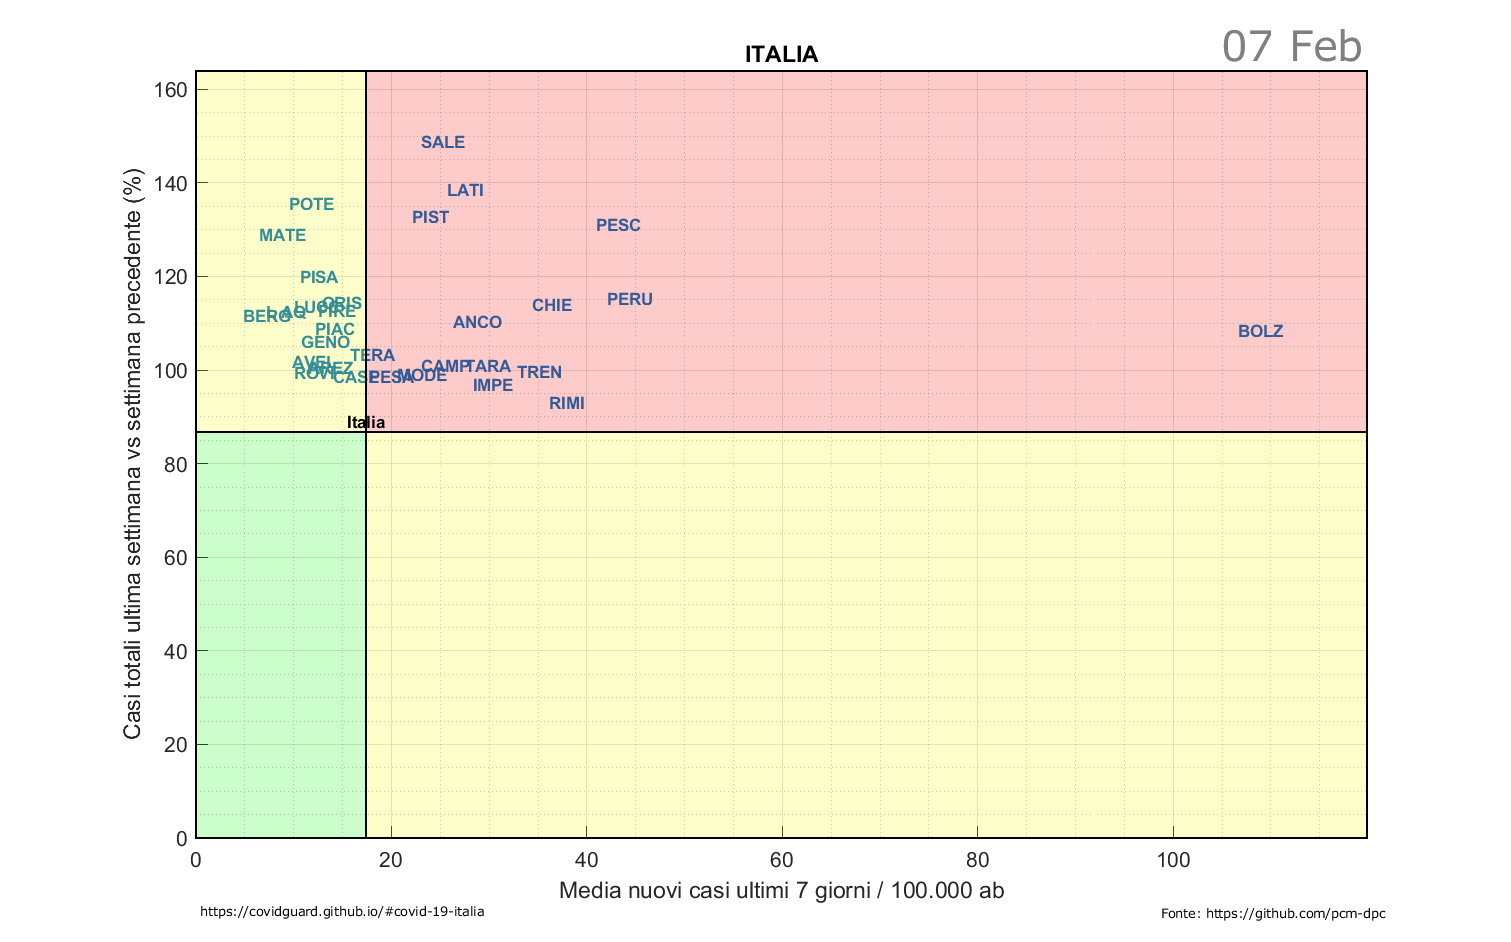 07 Feb
ITALIA
160
140
120
100
80
60
40
20
0
Casi totali ultima settimana vs settimana precedente (%)
SALE
LATI
POTE
PIST
PESC
MATE
PISA
PERU
ORIS
CHIE
LUCC
FIRE
L'AQ
BERG
ANCO
PIAC
BOLZ
GENO
TERA
AVEL
CAMP
TARA
AREZ
TREN
ROVI
MODE
CASE
PESA
IMPE
RIMI
Italia
0
20
40
60
80
100
Media nuovi casi ultimi 7 giorni / 100.000 ab
https://covidguard.github.io/#covid-19-italia
Fonte: https://github.com/pcm-dpc